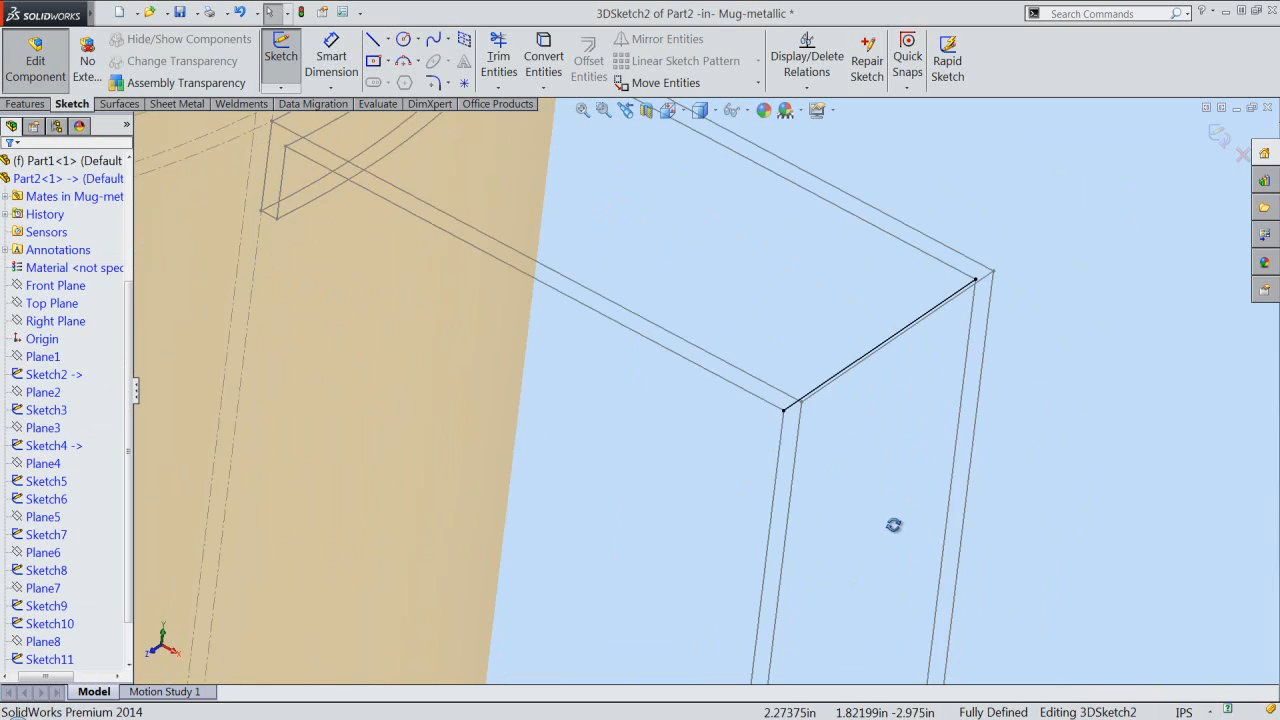 SOLIDWORKS
3DSketch2 of Part2 -in- Mug-metallic *
Search Commands
Edit
Component
No
Exte...
Hide/Show Components
Change Transparency
Assembly Transparency
Sketch
Smart
Dimension
Trim
Entities
Convert
Entities
Offset
Entities
Mirror Entities
Linear Sketch Pattern
Move Entities
Display/Delete
Relations
Repair
Sketch
Quick
Snaps
Rapid
Sketch
Features
Sketch
Surfaces
Sheet Metal
Weldments
Data Migration
Evaluate
DimXpert
Office Products
(f) Part1<1> (Default
Part2<1> -> (Default
Mates in Mug-met
History
Sensors
Annotations
Material <not spec
Front Plane
Top Plane
Right Plane
Origin
Plane1
Sketch2 ->
Plane2
Sketch3
Plane3
Sketch4 ->
Plane4
Sketch5
Sketch6
Plane5
Sketch7
Plane6
Sketch8
Plane7
Sketch9
Sketch10
Plane8
Sketch11
Y
Z
X
Model
Motion Study 1
SolidWorks Premium 2014
2.27375in
1.82199in -2.975in
Fully Defined
Editing 3DSketch2
IPS